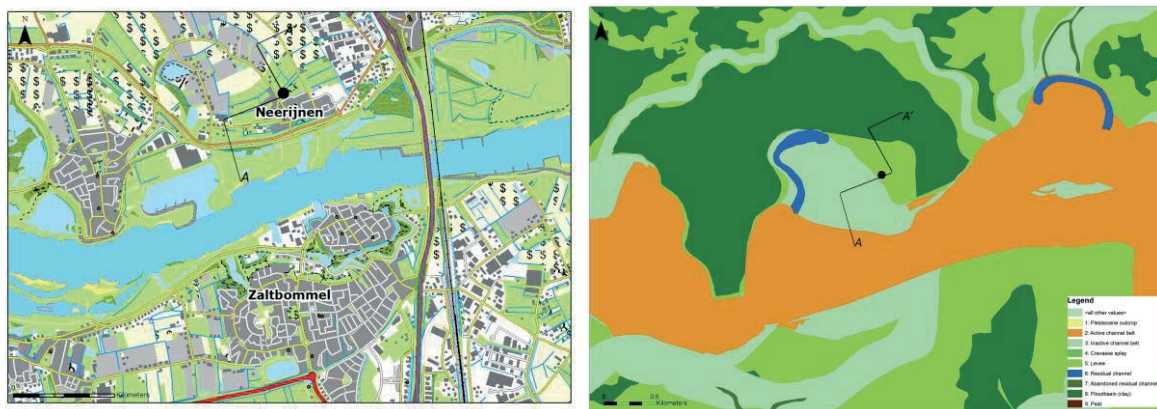 N
A'
Neerijnen
A
Zaltbommel
Kilometers
A'
A
Legend
<all other values>
1: Pleistocene outcrop
2: Active channel belt
3: Inactive channel belt
4: Crevasse splay
5: Levee
6: Residual channel
7: Abandoned residual channel
8: Floodbasin (clay)
9: Peat
0 0.5
Kilometers